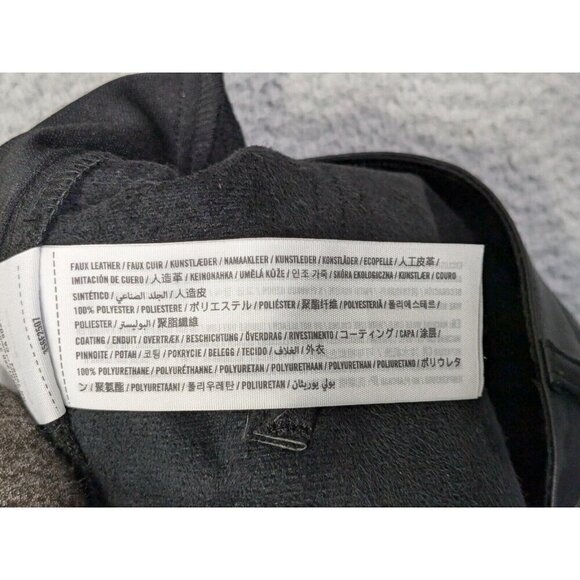 FAUX LEATHER / FAUX CUIR / KUNSTLÆDER / NAMAAKLEER / KUNSTLEDER / KONSTLÄDER / ECOPELLE / 人工皮革 /
IMITACIÓN DE CUERO / 人造革 / KEINONAHKA / UMĚLÁ KŮŽE / 인조 가죽 / SKÓRA EKOLOGICZNA / KUNSTLÆR / COURO
SINTÉTICO / الجلد الصناعي / 人造皮
100% POLYESTER / POLIESTERE / ポリエステル / POLIÉSTER / 聚酯纤维 / POLYESTERIÄ / 폴리에스테르 /
POLIESTER / البوليستر / 聚脂纖維
COATING / ENDUIT / OVERTRÆK / BESCHICHTUNG / ÖVERDRAG / RIVESTIMENTO / コーティング / CAPA / 涂层 /
PINNOITE / POTAH / 코팅 / POKRYCIE / BELEGG / TECIDO / الغلاف / 外衣
100% POLYURETHANE / POLYURÉTHANNE / POLYURETAN / POLYURETHAAN / POLIURETANO / ポリウレタ
ン / 聚氨酯 / POLYURETAANI / 폴리우레탄 / POLIURETAN / بولي يوريثان